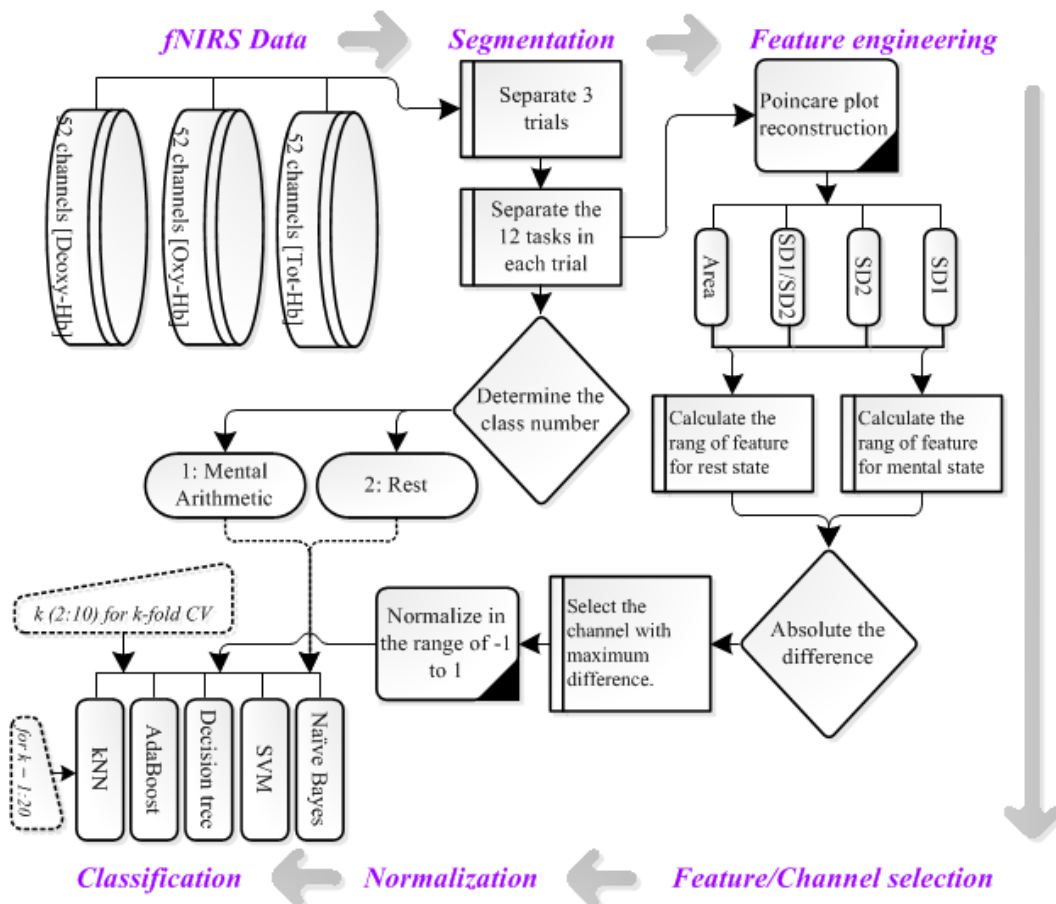 fNIRS Data
Segmentation
Feature engineering
52 channels [Deoxy-Hb]
52 channels [Oxy-Hb]
52 channels [Tot-Hb]
Separate 3
trials
Separate the
12 tasks in
each trial
Poincare plot
reconstruction
Area
SD1/SD2
SD2
SD1
Determine the
class number
1: Mental
Arithmetic
2: Rest
Calculate the
rang of feature
for rest state
Calculate the
rang of feature
for mental state
Absolute the
difference
Select the
channel with
maximum
difference.
Normalize in
the range of -1
to 1
k (2:10) for k-fold CV
for k = 1:20
kNN
AdaBoost
Decision tree
SVM
Naïve Bayes
Classification
Normalization
Feature/Channel selection